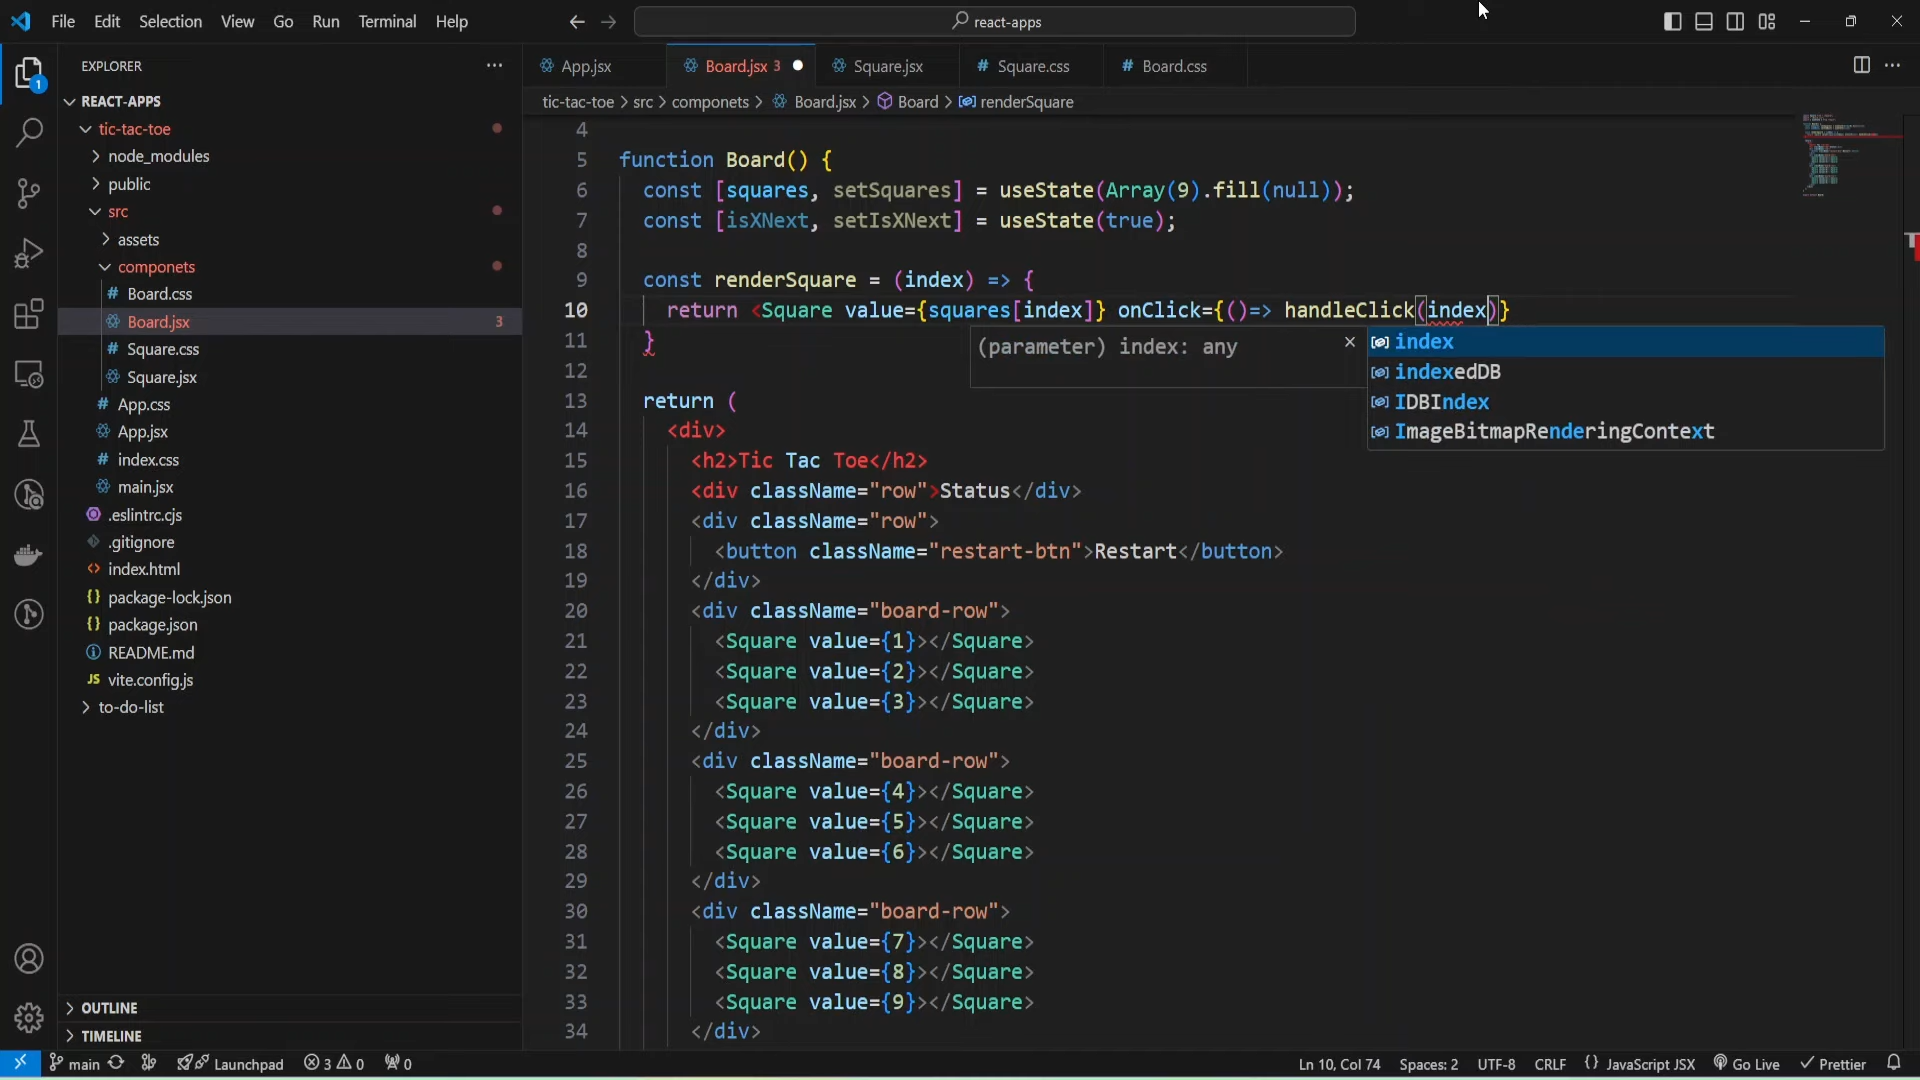 File Edit Selection View Go Run Terminal Help
react-apps
EXPLORER
REACT-APPS
tic-tac-toe
node_modules
public
src
assets
componets
Board.css
Board.jsx 3
Square.css
Square.jsx
App.css
App.jsx
index.css
main.jsx
.eslintrc.cjs
.gitignore
index.html
package-lock.json
package.json
README.md
vite.config.js
to-do-list
OUTLINE
TIMELINE
1
App.jsx Board.jsx 3 Square.jsx Square.css Board.css
tic-tac-toe > src > componets > Board.jsx > Board > renderSquare
4
5 function Board() {
6 const [squares, setSquares] = useState(Array(9).fill(null));
7 const [isXNext, setIsXNext] = useState(true);
8
9 const renderSquare = (index) => {
10 return <Square value={squares[index]} onClick={()=> handleClick(index)}
11 }
(parameter) index: any
index
indexedDB
IDBIndex
ImageBitmapRenderingContext
12
13 return (
14 <div>
15 <h2>Tic Tac Toe</h2>
16 <div className="row">Status</div>
17 <div className="row">
18 <button className="restart-btn">Restart</button>
19 </div>
20 <div className="board-row">
21 <Square value={1}></Square>
22 <Square value={2}></Square>
23 <Square value={3}></Square>
24 </div>
25 <div className="board-row">
26 <Square value={4}></Square>
27 <Square value={5}></Square>
28 <Square value={6}></Square>
29 </div>
30 <div className="board-row">
31 <Square value={7}></Square>
32 <Square value={8}></Square>
33 <Square value={9}></Square>
34 </div>
main Launchpad 3 0 0 Ln 10, Col 74 Spaces: 2 UTF-8 CRLF {} JavaScript JSX Go Live Prettier